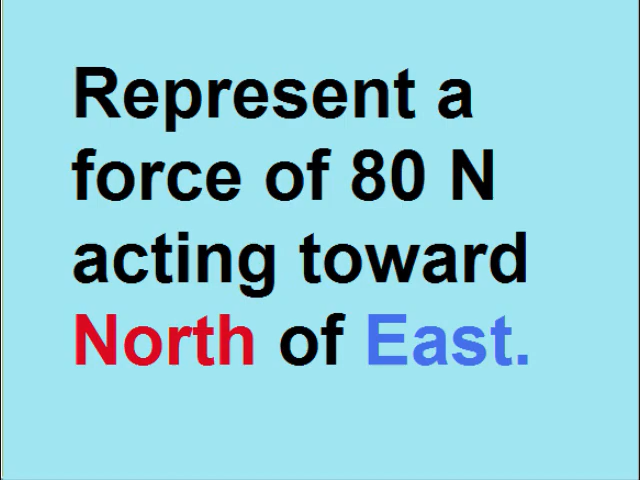 Represent a
force of 80 N
acting toward
North of East.